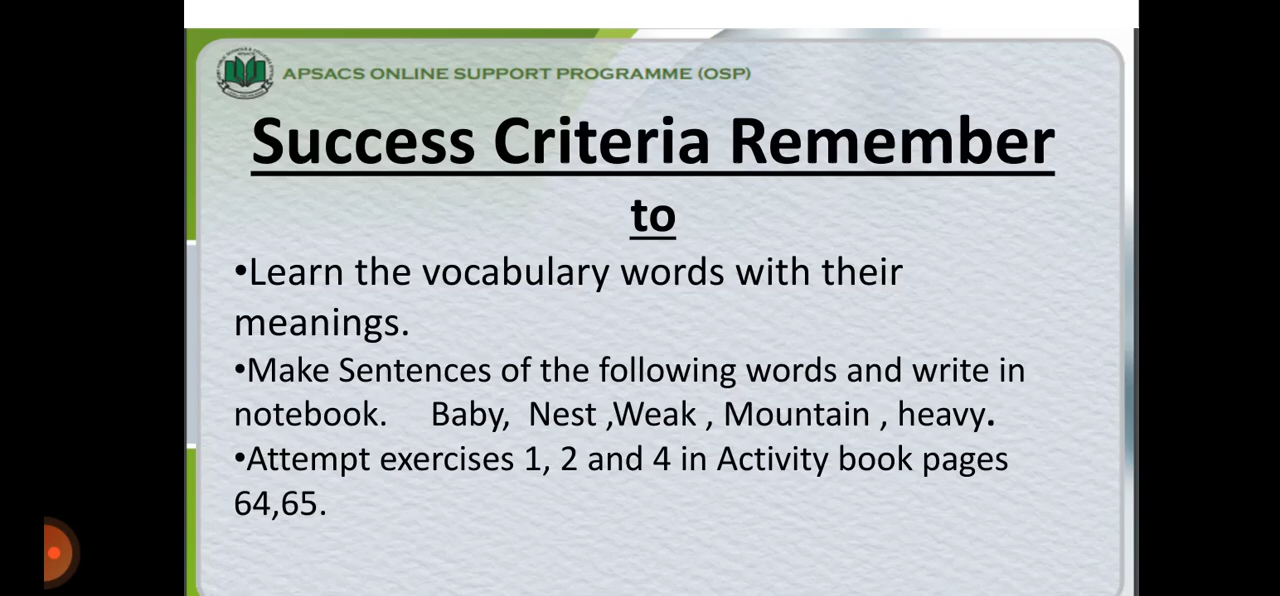 APSACS ONLINE SUPPORT PROGRAMME (OSP)
Success Criteria Remember
to
•Learn the vocabulary words with their
meanings.
•Make Sentences of the following words and write in
notebook. Baby, Nest ,Weak , Mountain , heavy.
•Attempt exercises 1, 2 and 4 in Activity book pages
64,65.